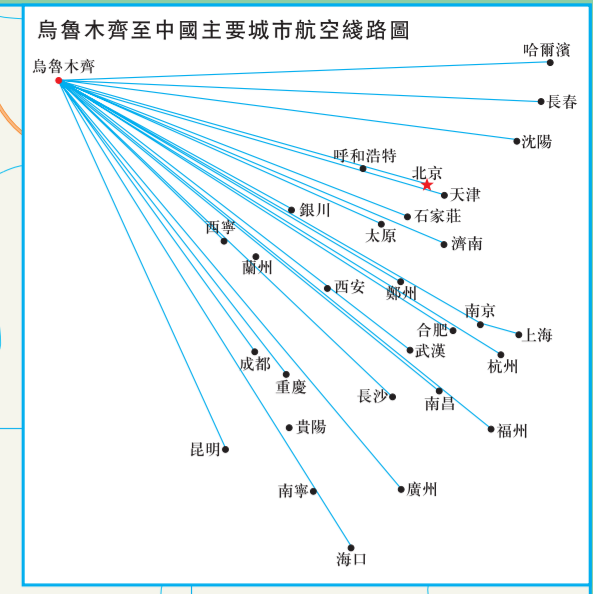 烏魯木齊至中國主要城市航空綫路圖
哈爾濱
烏魯木齊
長春
沈陽
呼和浩特
北京
天津
銀川
石家莊
西寧
太原
濟南
蘭州
西安
鄭州
南京
合肥
上海
武漢
杭州
成都
重慶
長沙
南昌
貴陽
福州
昆明
南寧
廣州
海口